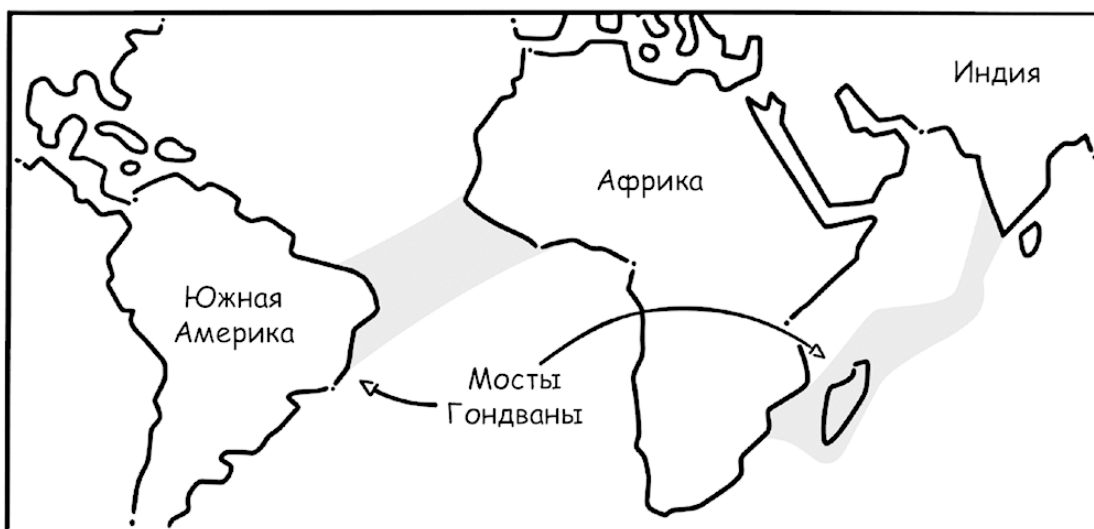 Индия
Африка
Южная
Америка
Мосты
Гондваны